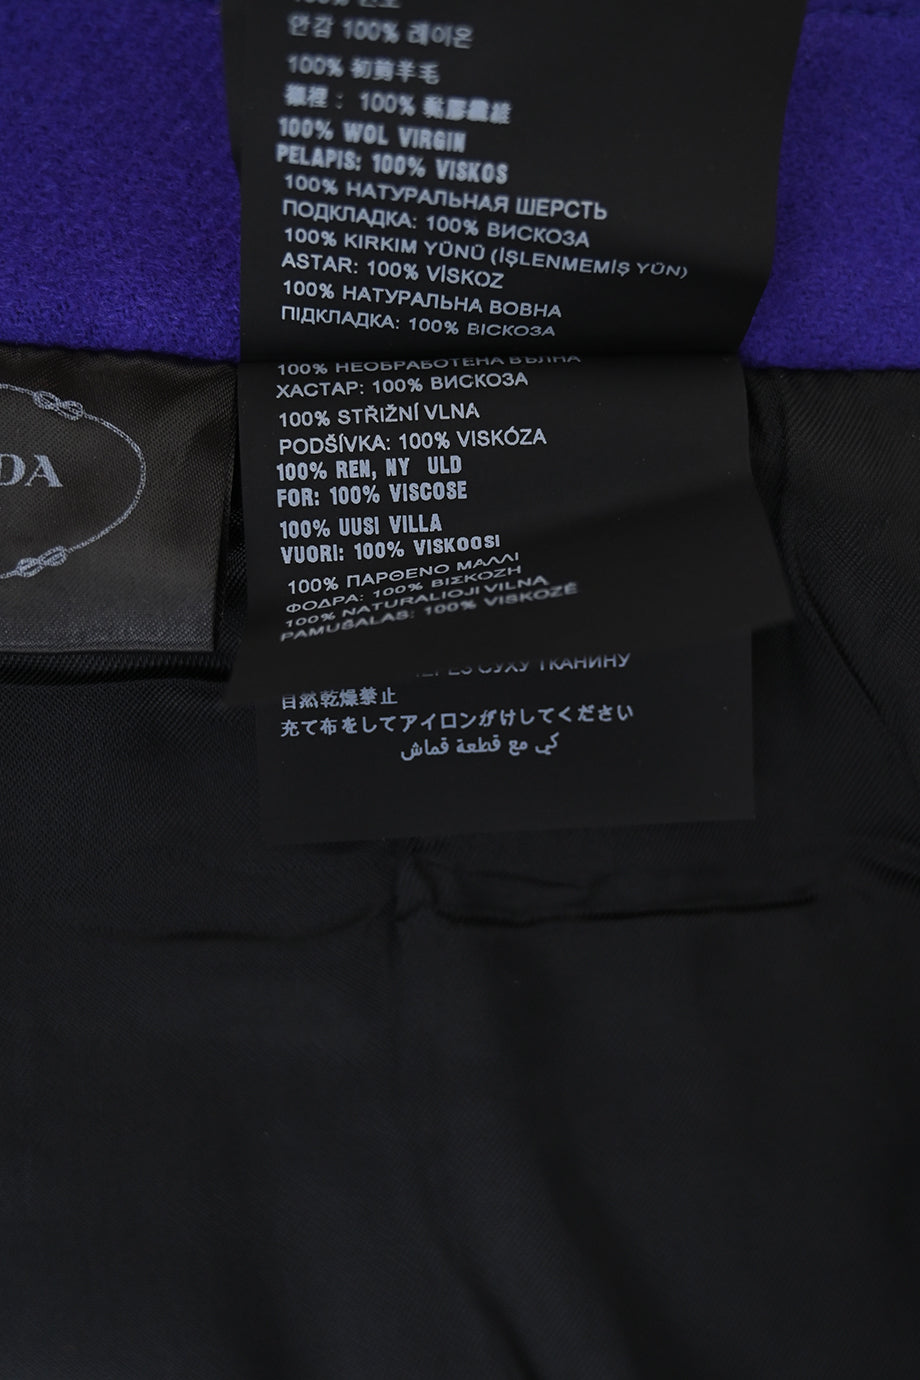 안감 100% 레이온
100% 初剪羊毛
襯裡： 100% 黏膠纖維
100% WOL VIRGIN
PELAPIS: 100% VISKOS
100% НАТУРАЛЬНАЯ ШЕРСТЬ
ПОДКЛАДКА: 100% ВИСКОЗА
100% KIRKIM YÜNÜ (İŞLENMEMİŞ YÜN)
ASTAR: 100% VİSKOZ
100% НАТУРАЛЬНА ВОВНА
ПІДКЛАДКА: 100% ВІСКОЗА
100% НЕОБРАБОТЕНА ВЪЛНА
ХАСТАР: 100% ВИСКОЗА
100% STŘIŽNÍ VLNA
PODŠÍVKA: 100% VISKÓZA
100% REN, NY ULD
FOR: 100% VISCOSE
100% UUSI VILLA
VUORI: 100% VISKOOSI
100% ΠΑΡΘΕΝΟ ΜΑΛΛΙ
ΦΟΔΡΑ: 100% ΒΙΣΚΟΖΗ
100% NATURALIOJI VILNA
PAMUŠALAS: 100% VISKOZĖ
СУХУ ТКАНИНУ
自然乾燥禁止
充て布をしてアイロンがけしてください
كي مع قطعة قماش
DA